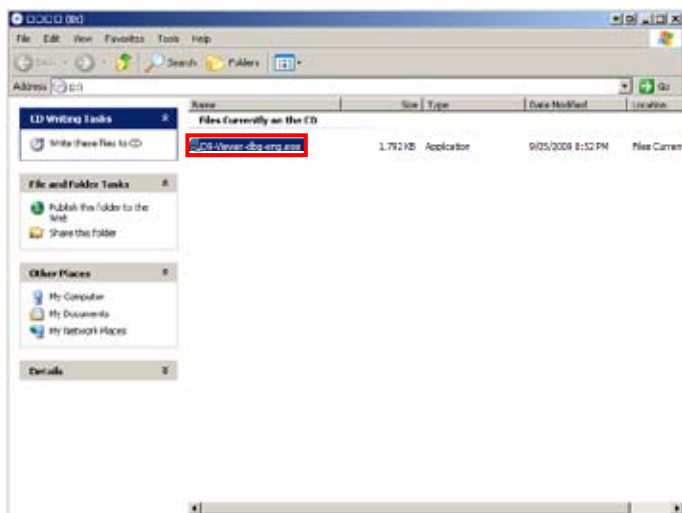 File Edit View Favorites Tools Help
Search Folders
Address
Go
CD Writing Tasks
Write these files to CD
File and Folder Tasks
Publish this folder to the
Web
Share this folder
Other Places
My Computer
My Documents
My Network Places
Details
Name Size Type Date Modified Location
Files Currently on the CD
1,792 KB Application 9/05/2009 8:52 PM Files Curren